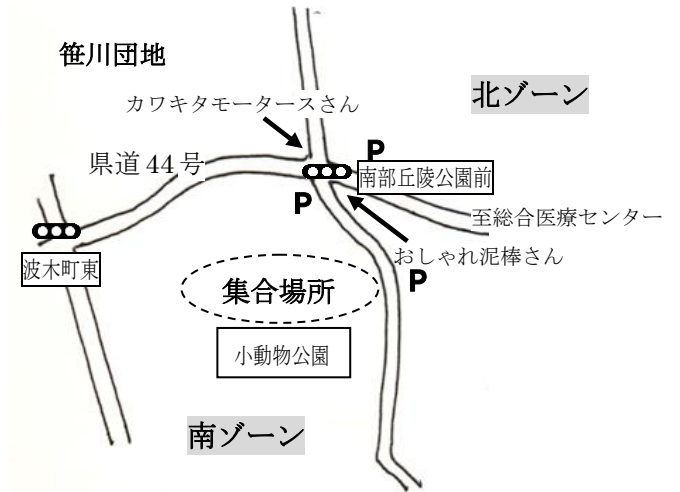 笹川団地
北ゾーン
カワキタモータースさん
P
県道44号
南部丘陵公園前
P
至総合医療センター
波木町東
おしゃれ泥棒さん
P
集合場所
小動物公園
南ゾーン